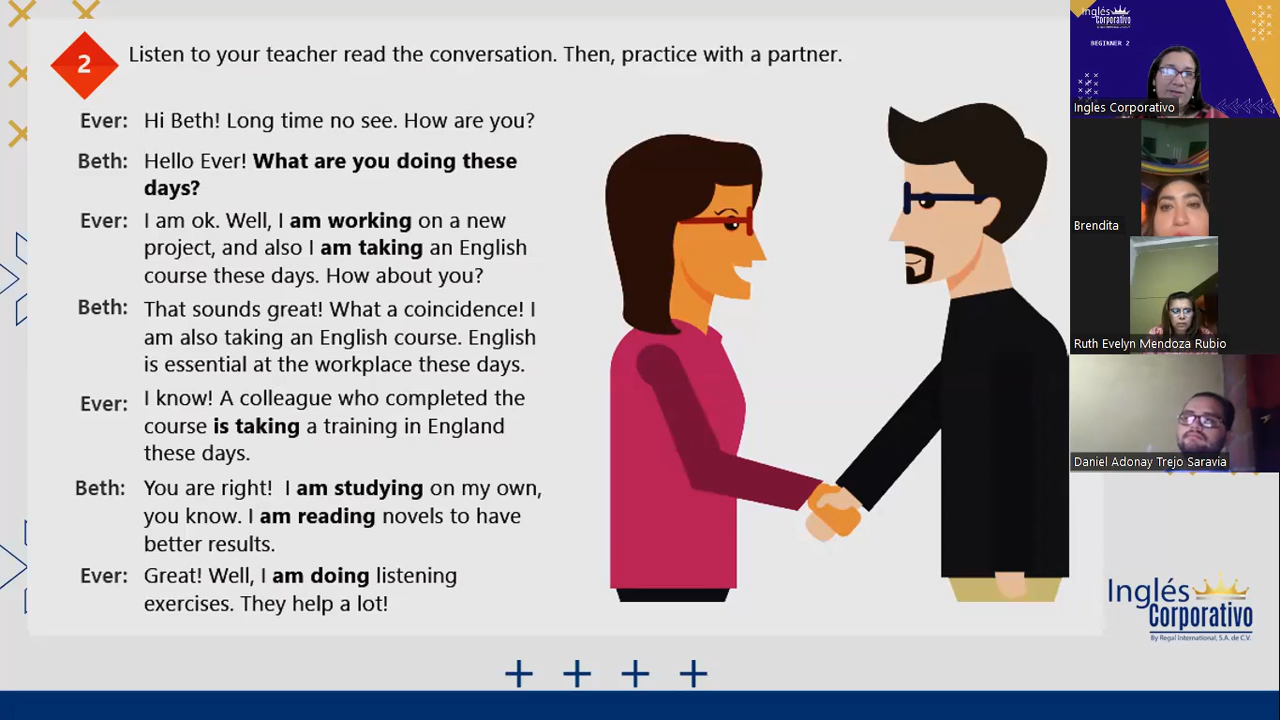 2
Listen to your teacher read the conversation. Then, practice with a partner.
Ever: Hi Beth! Long time no see. How are you?
Beth: Hello Ever! What are you doing these
days?
Ever: I am ok. Well, I am working on a new
project, and also I am taking an English
course these days. How about you?
Beth: That sounds great! What a coincidence! I
am also taking an English course. English
is essential at the workplace these days.
Ever: I know! A colleague who completed the
course is taking a training in England
these days.
Beth: You are right! I am studying on my own,
you know. I am reading novels to have
better results.
Ever: Great! Well, I am doing listening
exercises. They help a lot!
Inglés
Corporativo
By Regal International, S.A. de C.V.
Inglés
Corporativo
BEGINNER 2
Ingles Corporativo
Brendita
Ruth Evelyn Mendoza Rubio
Daniel Adonay Trejo Saravia